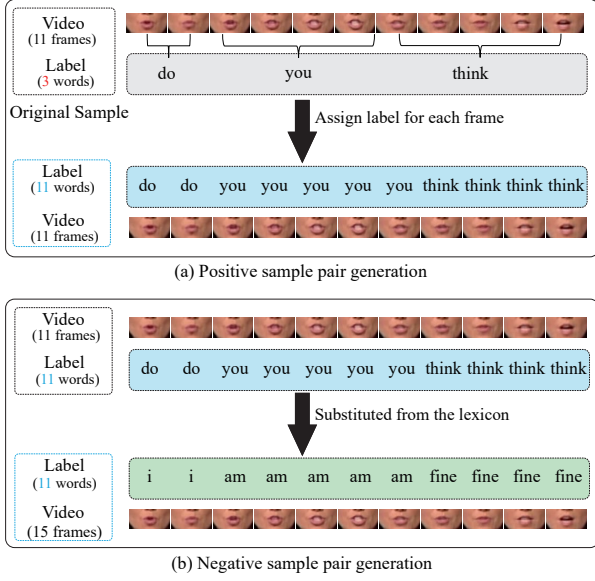 Video
(11 frames)
Label
(3 words)
do you think
Original Sample
Assign label for each frame
Label
(11 words)
do do you you you you you think think think think
Video
(11 frames)
(a) Positive sample pair generation
Video
(11 frames)
Label
(11 words)
do do you you you you you think think think think
Substituted from the lexicon
Label
(11 words)
i i am am am am am fine fine fine fine
Video
(15 frames)
(b) Negative sample pair generation